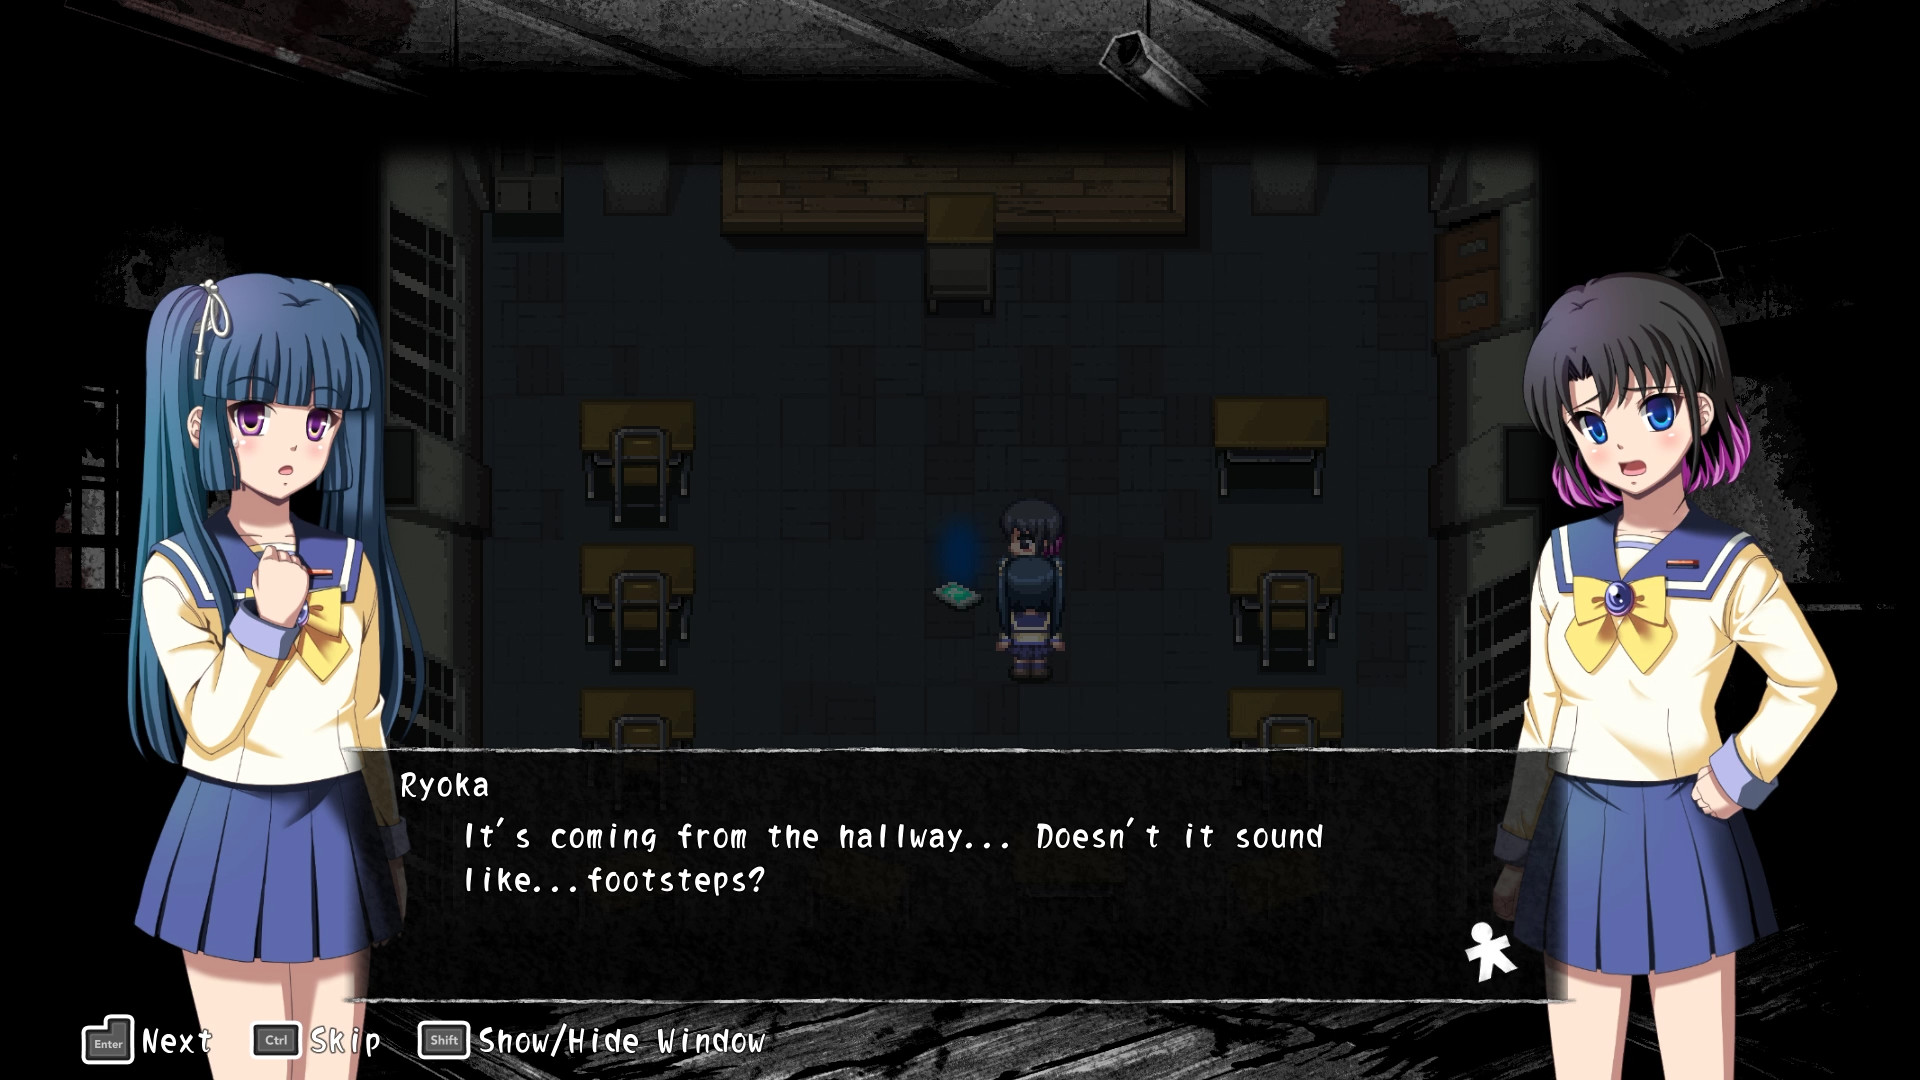 Ryoka
It's coming from the hallway... Doesn't it sound
like...footsteps?
Enter Next Ctrl Skip Shift Show/Hide Window